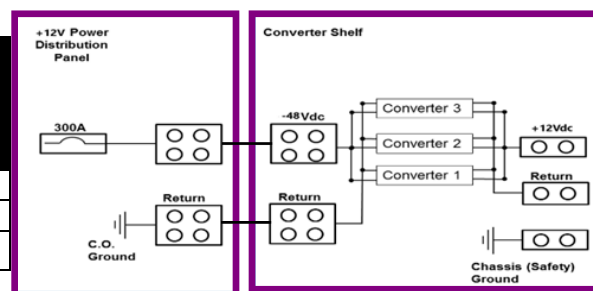 +12V Power
Distribution
Panel
300A
Return
C.O.
Ground
Converter Shelf
-48Vdc
Return
Converter 3
Converter 2
Converter 1
+12Vdc
Return
Chassis (Safety)
Ground